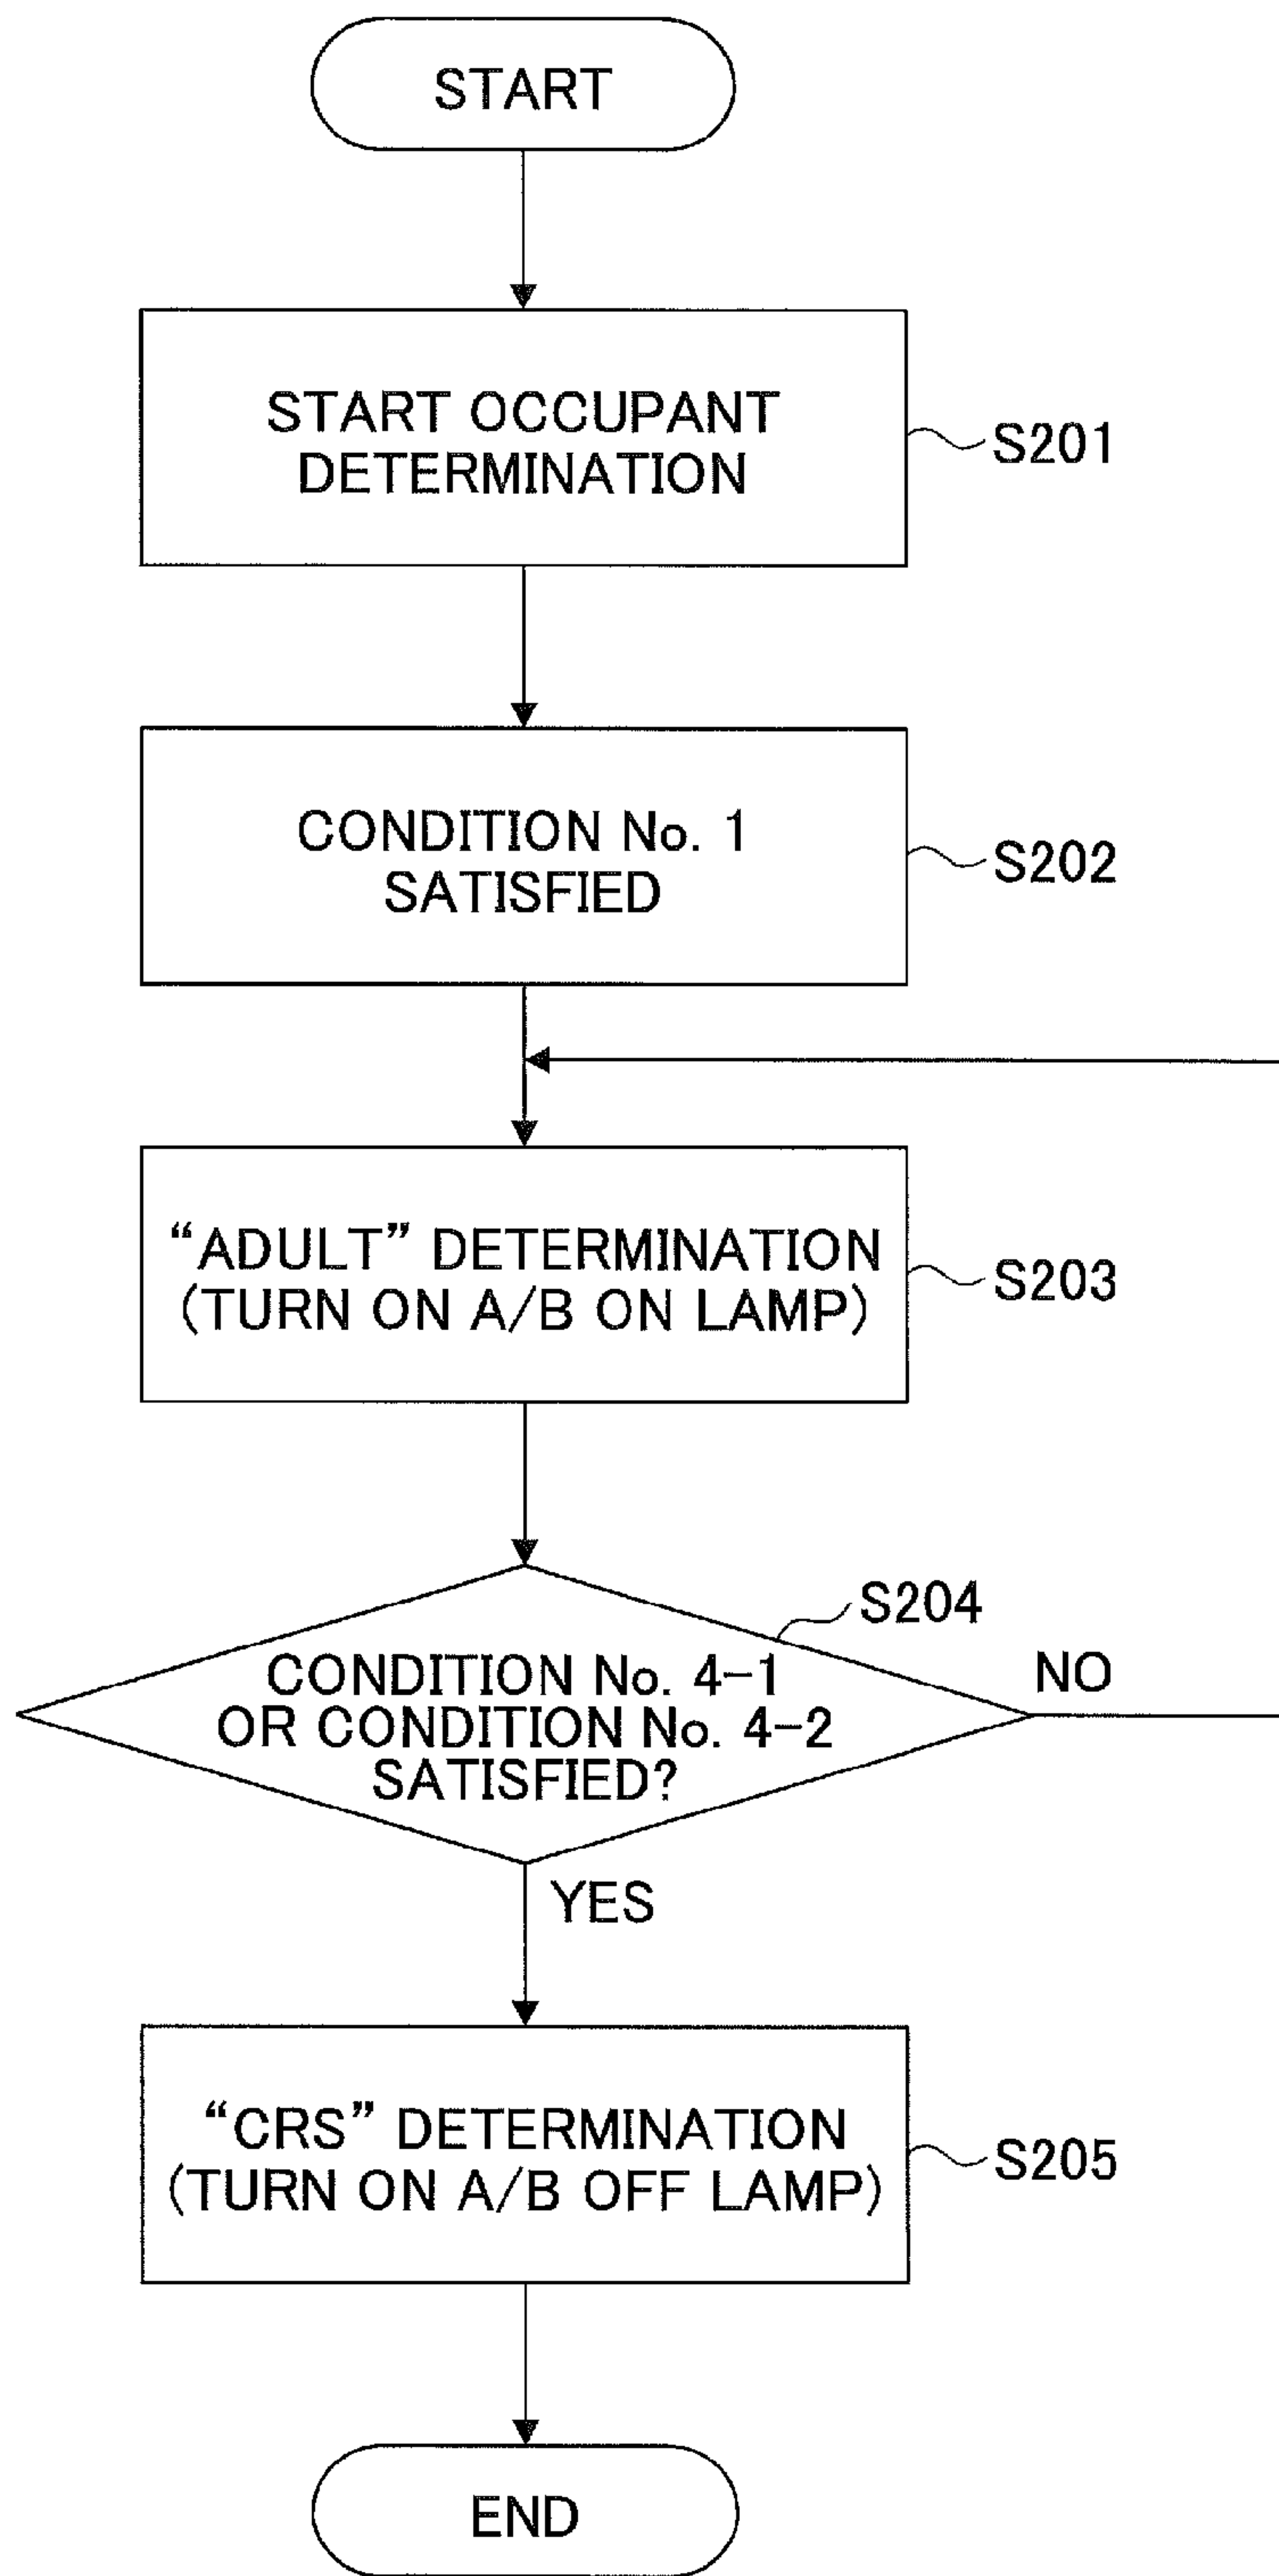 START
START OCCUPANT
DETERMINATION
S201
CONDITION No. 1
SATISFIED
S202
“ADULT” DETERMINATION
(TURN ON A/B ON LAMP)
S203
S204
CONDITION No. 4-1
OR CONDITION No. 4-2
SATISFIED?
NO
YES
“CRS” DETERMINATION
(TURN ON A/B OFF LAMP)
S205
END